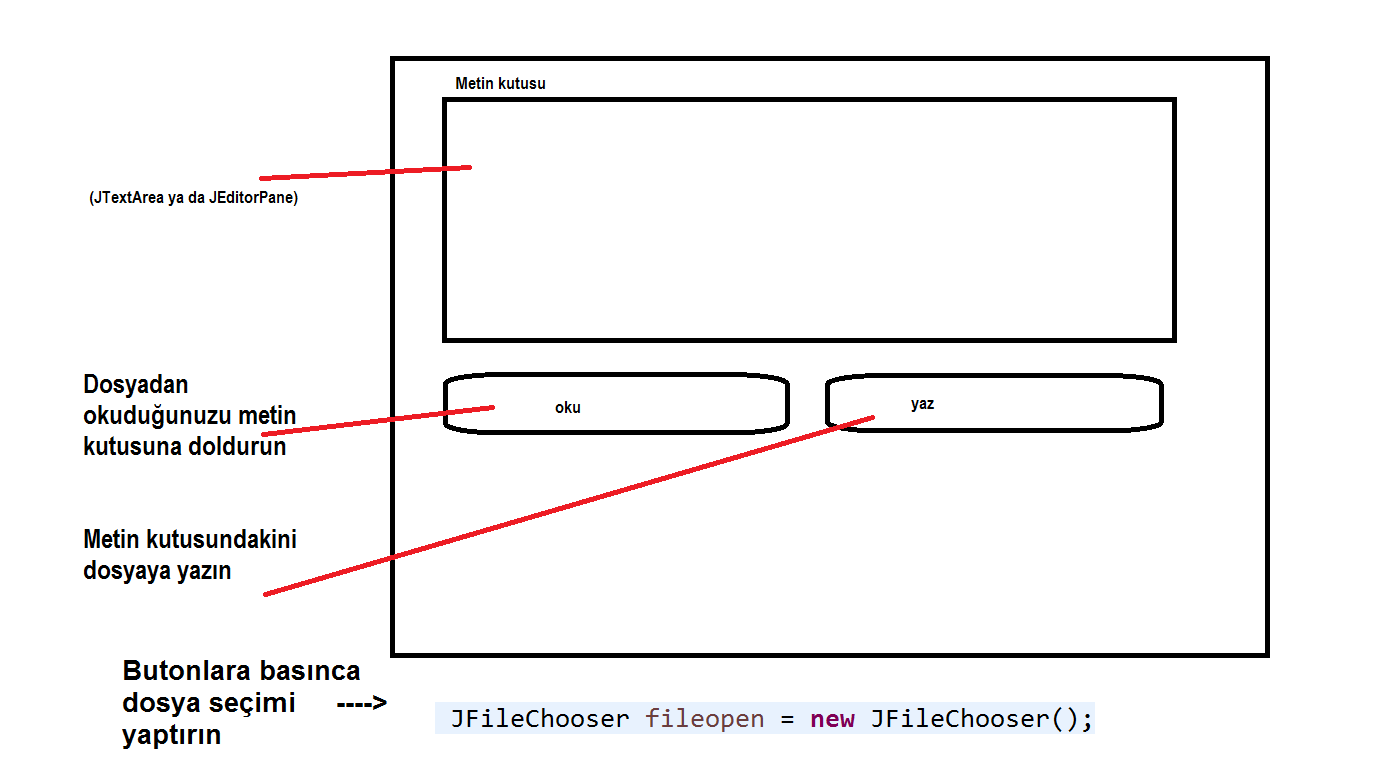 Metin kutusu
(JTextArea ya da JEditorPane)
Dosyadan
okuduğunuzu metin
kutusuna doldurun
oku
yaz
Metin kutusundakini
dosyaya yazın
Butonlara basınca
dosya seçimi ---->
yaptırın
JFileChooser fileopen = new JFileChooser();